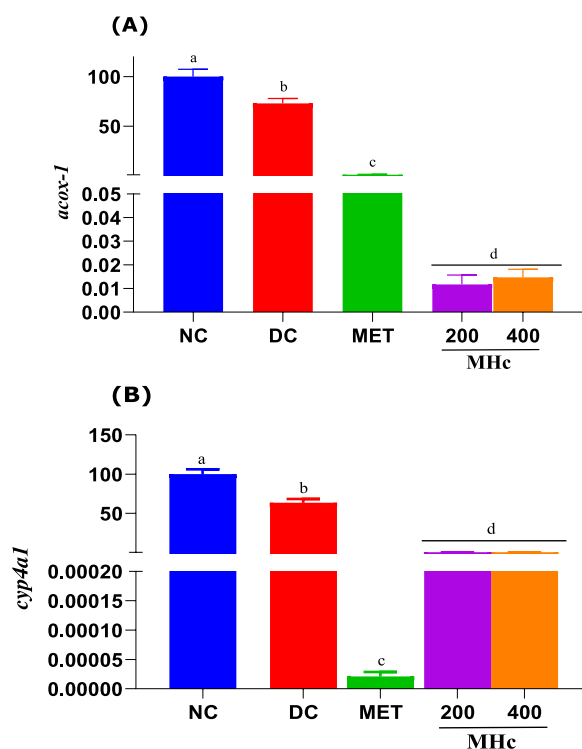 (A)
acox-1
100
50
0.05
0.04
0.03
0.02
0.01
0.00
a
b
c
d
NC DC MET 200 400
MHc
(B)
cyp4a1
150
100
50
0.00020
0.00015
0.00010
0.00005
0.00000
a
b
c
d
NC DC MET 200 400
MHc